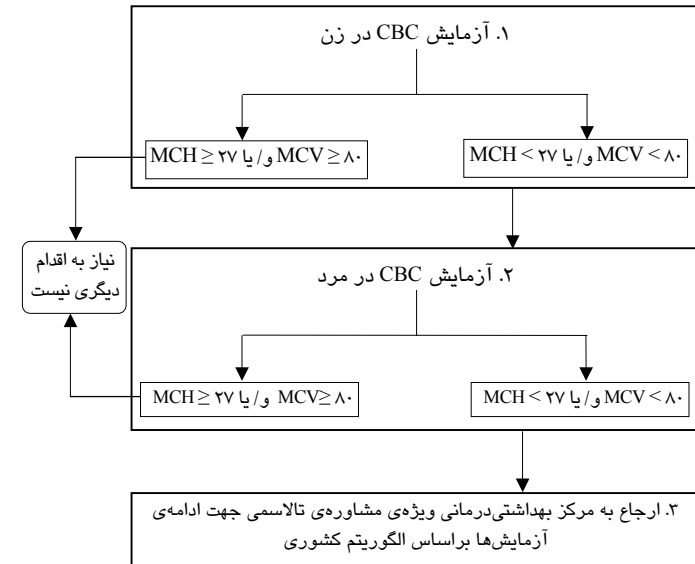 ۱. آزمایش CBC در زن
MCV < ۸۰ و/ یا MCH < ۲۷
MCV ≥ ۸۰ و/ یا MCH ≥ ۲۷
نیاز به اقدام
دیگری نیست
۲. آزمایش CBC در مرد
MCV < ۸۰ و/ یا MCH < ۲۷
MCV≥ ۸۰ و/ یا MCH ≥ ۲۷
۳. ارجاع به مرکز بهداشتی‌درمانی ویژه‌ی مشاوره‌ی تالاسمی جهت ادامه‌ی
آزمایش‌ها براساس الگوریتم کشوری